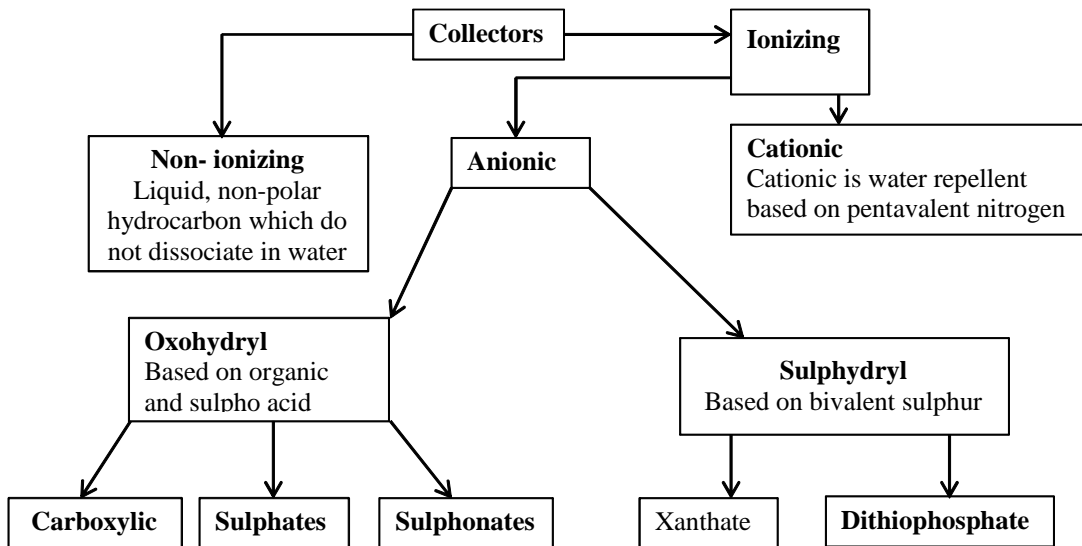 Collectors
Ionizing
Non- ionizing
Liquid, non-polar
hydrocarbon which do
not dissociate in water
Anionic
Cationic
Cationic is water repellent
based on pentavalent nitrogen
Oxohydryl
Based on organic
and sulpho acid
Sulphydryl
Based on bivalent sulphur
Carboxylic
Sulphates
Sulphonates
Xanthate
Dithiophosphate